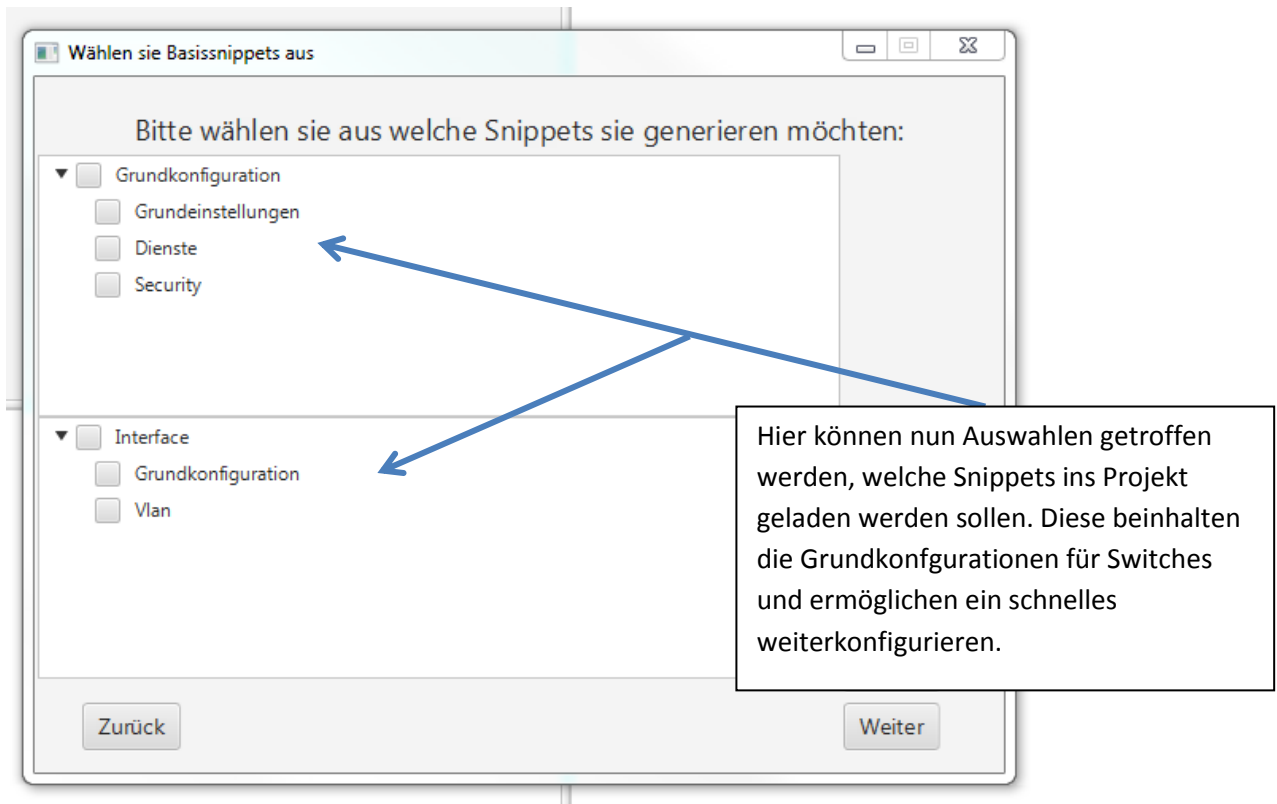 Wählen sie Basissnippets aus
Bitte wählen sie aus welche Snippets sie generieren möchten:
Grundkonfiguration
Grundeinstellungen
Dienste
Security
Interface
Grundkonfiguration
Vlan
Hier können nun Auswahlen getroffen
werden, welche Snippets ins Projekt
geladen werden sollen. Diese beinhalten
die Grundkonfgurationen für Switches
und ermöglichen ein schnelles
weiterkonfigurieren.
Zurück
Weiter